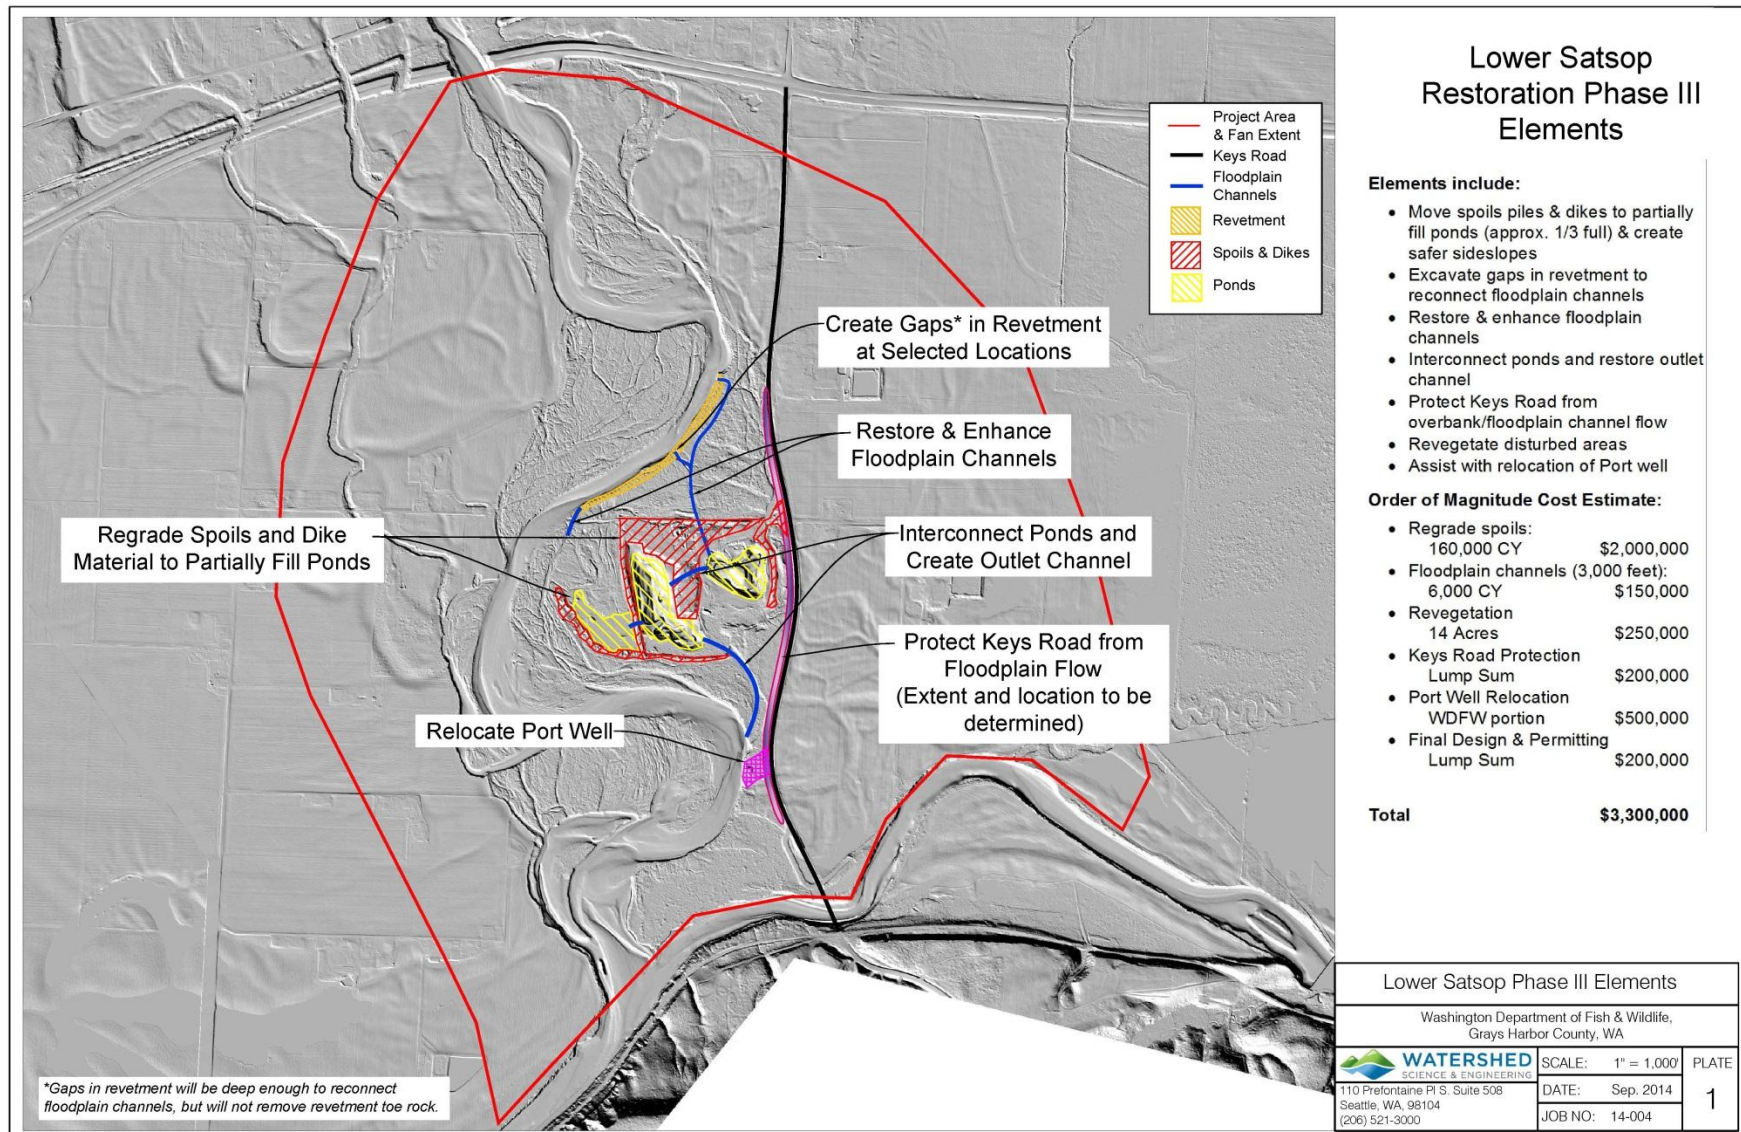 Project Area
& Fan Extent
Keys Road
Floodplain
Channels
Revetment
Spoils & Dikes
Ponds
Create Gaps* in Revetment
at Selected Locations
Restore & Enhance
Floodplain Channels
Regrade Spoils and Dike
Material to Partially Fill Ponds
Interconnect Ponds and
Create Outlet Channel
Protect Keys Road from
Floodplain Flow
(Extent and location to be
determined)
Relocate Port Well
*Gaps in revetment will be deep enough to reconnect
floodplain channels, but will not remove revetment toe rock.
Lower Satsop
Restoration Phase III
Elements
Elements include:
• Move spoils piles & dikes to partially
fill ponds (approx. 1/3 full) & create
safer sideslopes
• Excavate gaps in revetment to
reconnect floodplain channels
• Restore & enhance floodplain
channels
• Interconnect ponds and restore outlet
channel
• Protect Keys Road from
overbank/floodplain channel flow
• Revegetate disturbed areas
• Assist with relocation of Port well
Order of Magnitude Cost Estimate:
• Regrade spoils:
160,000 CY $2,000,000
• Floodplain channels (3,000 feet):
6,000 CY $150,000
• Revegetation
14 Acres $250,000
• Keys Road Protection
Lump Sum $200,000
• Port Well Relocation
WDFW portion $500,000
• Final Design & Permitting
Lump Sum $200,000
Total $3,300,000
Lower Satsop Phase III Elements
Washington Department of Fish & Wildlife,
Grays Harbor County, WA
WATERSHED
SCIENCE & ENGINEERING
110 Prefontaine Pl S. Suite 508
Seattle, WA, 98104
(206) 521-3000
SCALE: 1" = 1,000'
DATE: Sep. 2014
JOB NO: 14-004
PLATE
1